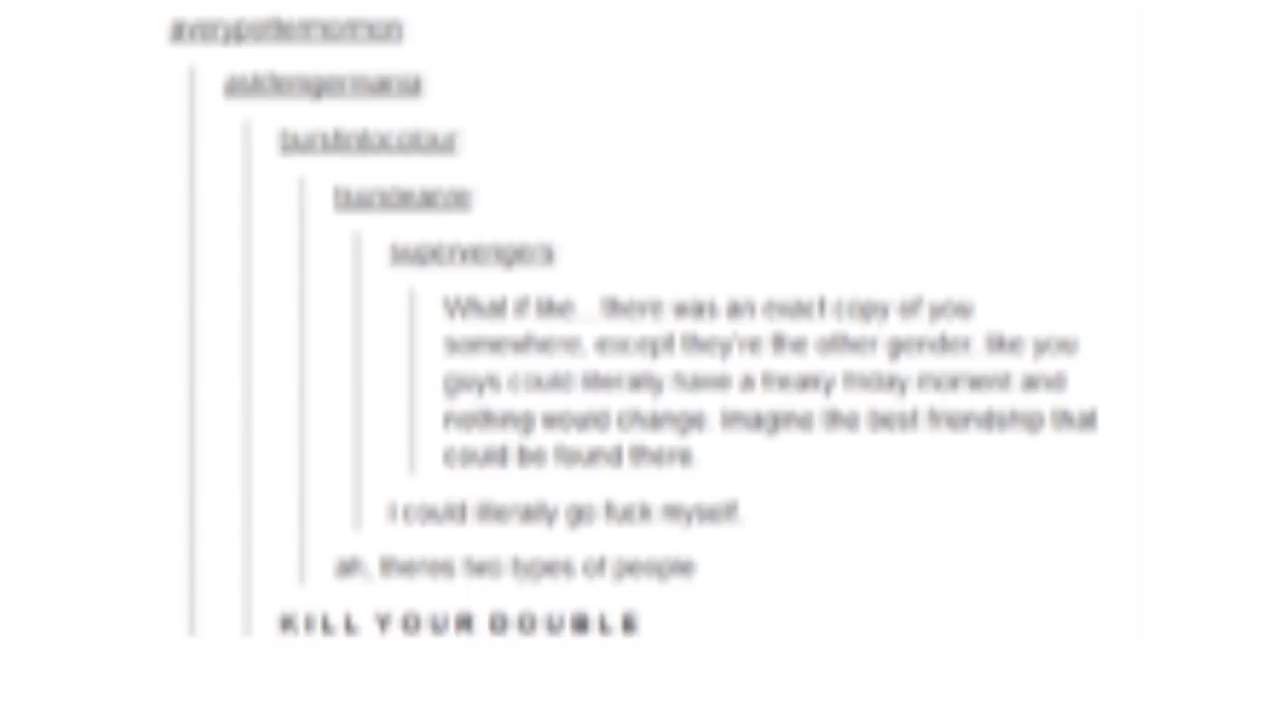 What if like... there was an exact copy of you
somewhere, except they're the other gender. like you
guys could literally have a freaky friday moment and
nothing would change. Imagine the best friendship that
could be found there.
I could literally go fuck myself.
ah, theres two types of people
KILL YOUR DOUBLE